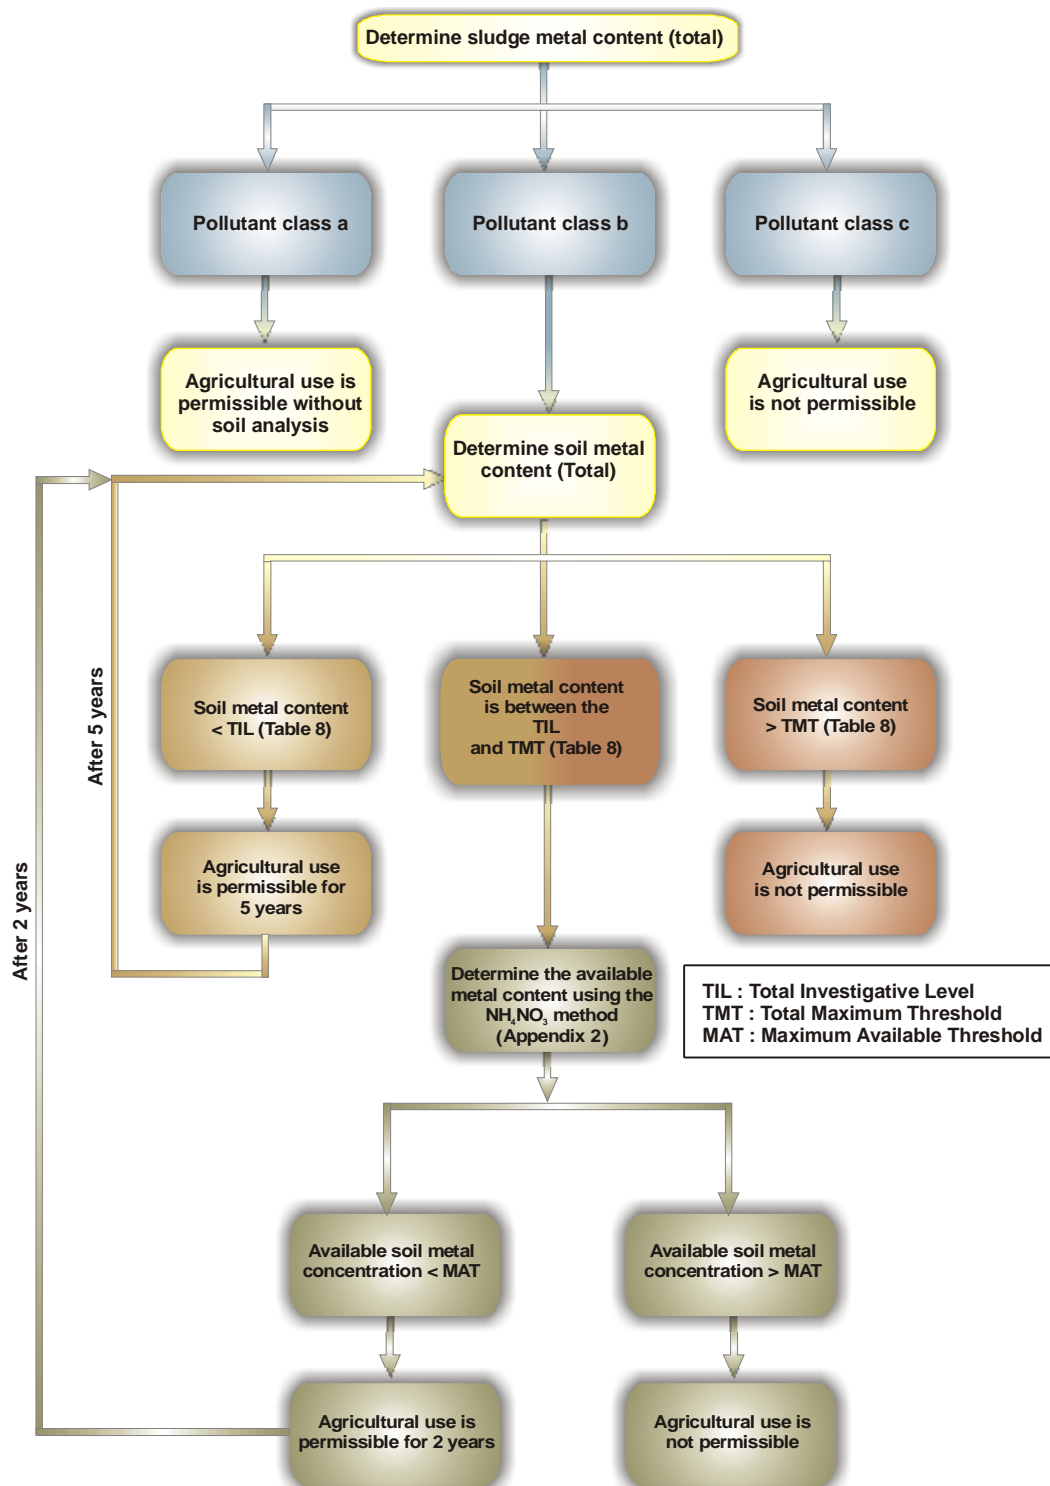 Determine sludge metal content (total)
Pollutant class a
Pollutant class b
Pollutant class c
Agricultural use is
permissible without
soil analysis
Agricultural use
is not permissible
Determine soil metal
content (Total)
After 5 years
After 2 years
Soil metal content
< TIL (Table 8)
Soil metal content
is between the
TIL
and TMT (Table 8)
Soil metal content
> TMT (Table 8)
Agricultural use
is permissible for
5 years
Agricultural use
is not permissible
Determine the available
metal content using the
NH₄NO₃ method
(Appendix 2)
TIL : Total Investigative Level
TMT : Total Maximum Threshold
MAT : Maximum Available Threshold
Available soil metal
concentration < MAT
Available soil metal
concentration > MAT
Agricultural use is
permissible for 2 years
Agricultural use is
not permissible